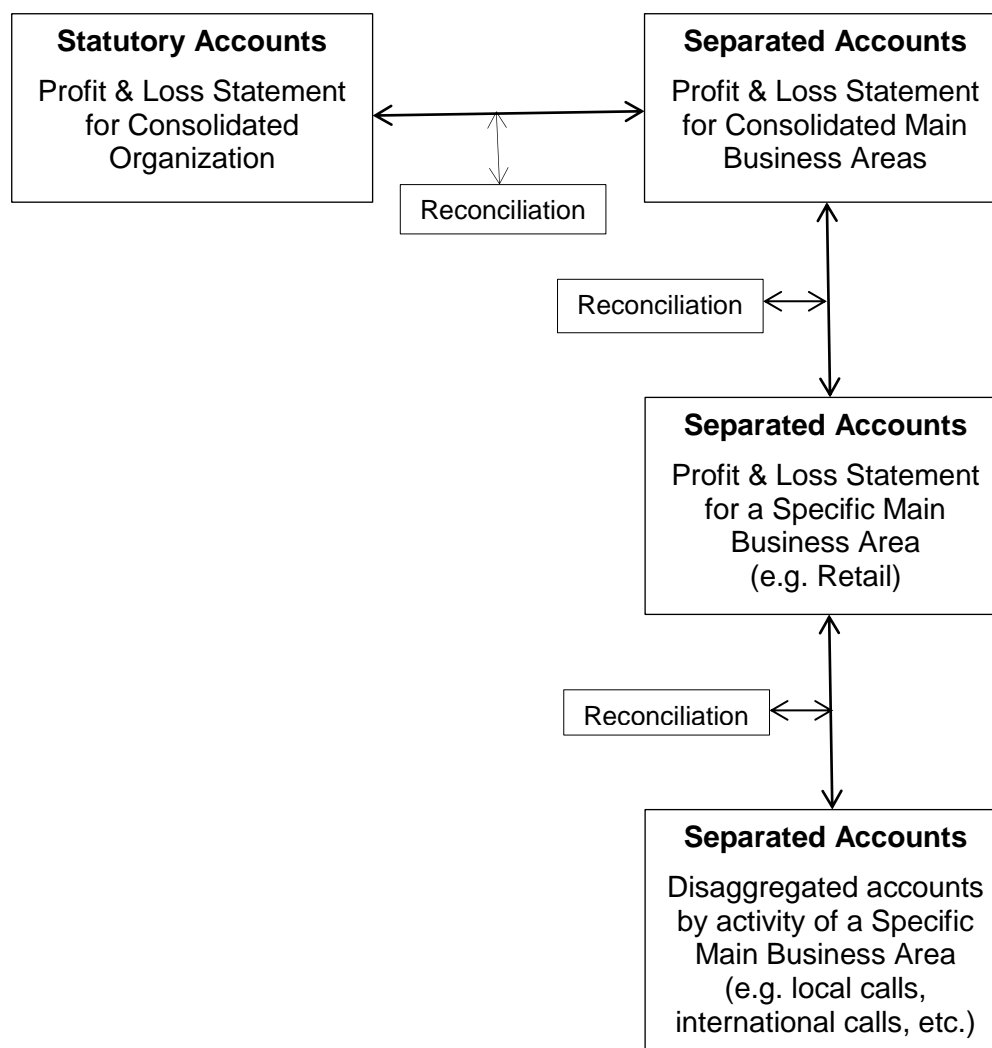 Statutory Accounts
Profit & Loss Statement
for Consolidated
Organization
Separated Accounts
Profit & Loss Statement
for Consolidated Main
Business Areas
Reconciliation
Reconciliation
Separated Accounts
Profit & Loss Statement
for a Specific Main
Business Area
(e.g. Retail)
Reconciliation
Separated Accounts
Disaggregated accounts
by activity of a Specific
Main Business Area
(e.g. local calls,
international calls, etc.)